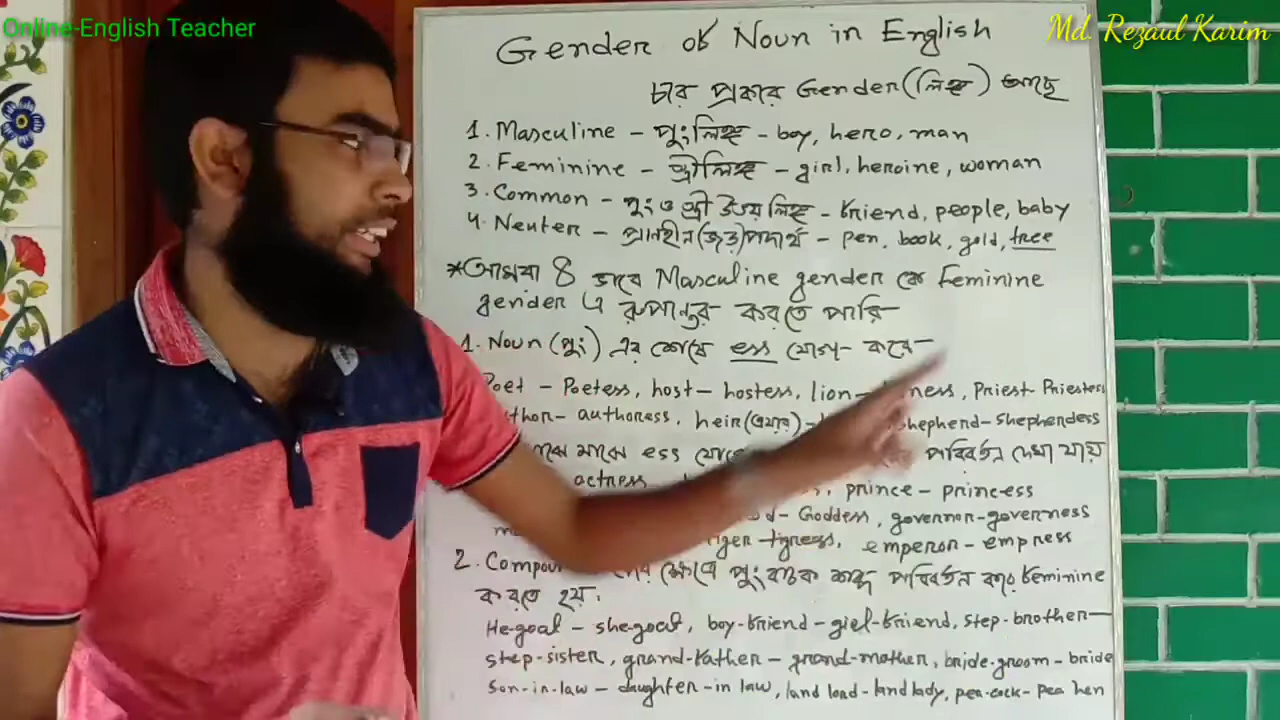 Online-English Teacher
Md. Rezaul Karim
Gender of Noun in English
চার প্রকার Gender (লিঙ্গ) আছে
1. Masculine – পুংলিঙ্গ – boy, hero, man
2. Feminine – স্ত্রীলিঙ্গ – girl, heroine, woman
3. Common – পুং ও স্ত্রী উভয় লিঙ্গ – friend, people, baby
4. Neuter – প্রাণহীন (জড়) পদার্থ – pen, book, gold, tree
*আমরা 8 ভাবে Masculine gender কে Feminine
gender এ রুপান্তর করতে পারি
1. Noun (পুং) এর শেষে ess যোগ করে–
Poet – Poetess, host – hostess, lion – ness, Priest-Priestess
thor – authoress, heir (এয়ার) – shepherd – shepherdess
মাঝে মাঝে ess পরিবর্তন দেখা যায়
actress prince – princess
Goddess, governor-governess
tiger – tigress, emperor – empress
2. Compou ক্ষেত্রে পুং বাচক শব্দ পরিবর্তন করে feminine
করতে হয়।
He-goat – she-goat, boy-friend – girl-friend, step-brother –
step-sister, grand-father – grand-mother, bride-groom – bride
Son-in-law – daughter-in law, land lord – land lady, pea-cock – pea hen